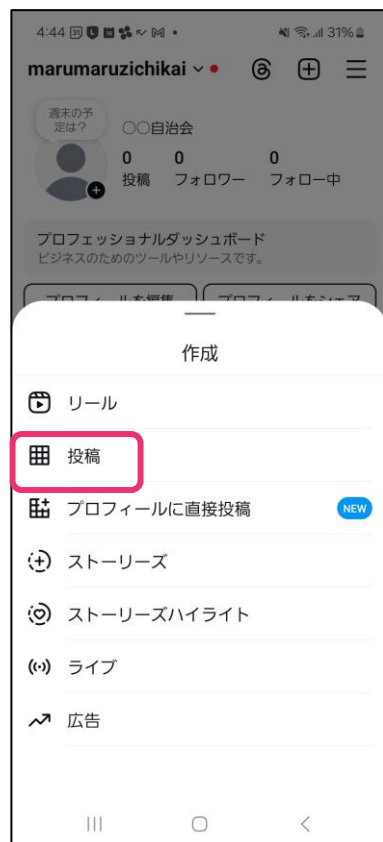 4:44 31 31%
marumaruzichikai
週末の予
定は？
○○自治会
0 0 0
投稿 フォロワー フォロー中
プロフェッショナルダッシュボード
ビジネスのためのツールやリソースです。
プロフィールを編集 プロフィールをシェア
作成
リール
投稿
プロフィールに直接投稿 NEW
ストーリーズ
ストーリーズハイライト
ライブ
広告